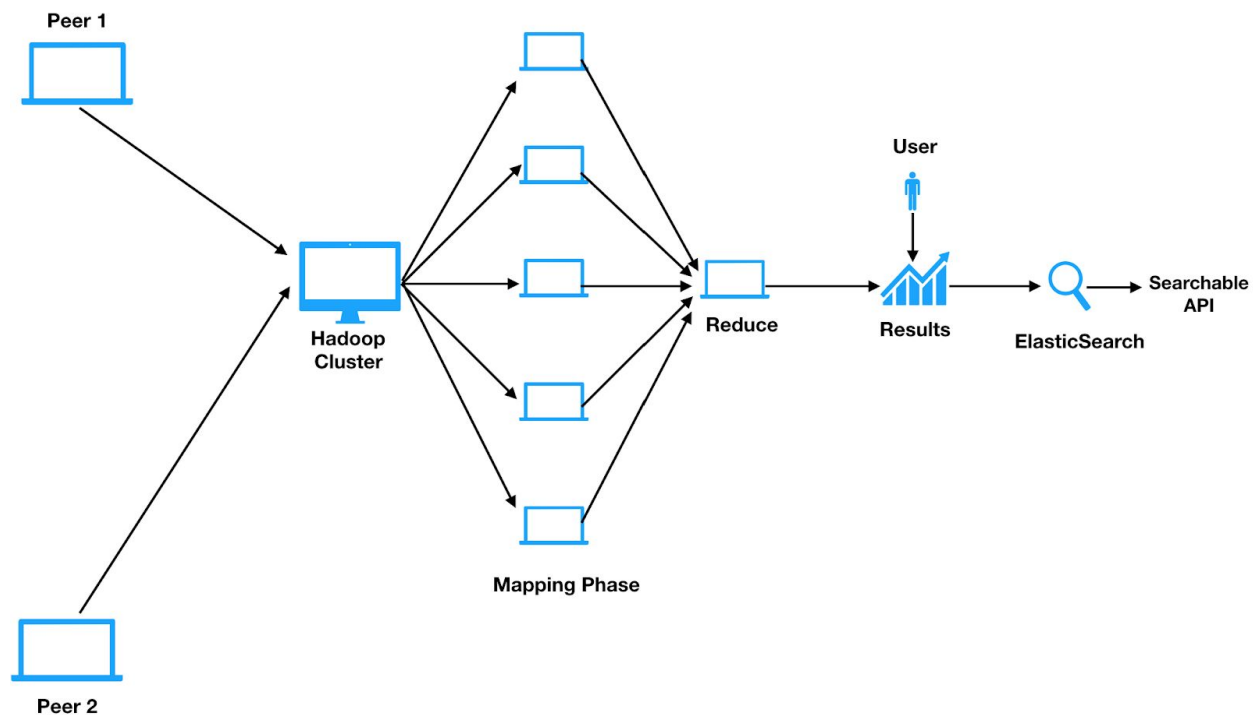 Peer 1
User
Hadoop
Cluster
Reduce
Results
ElasticSearch
Searchable
API
Mapping Phase
Peer 2